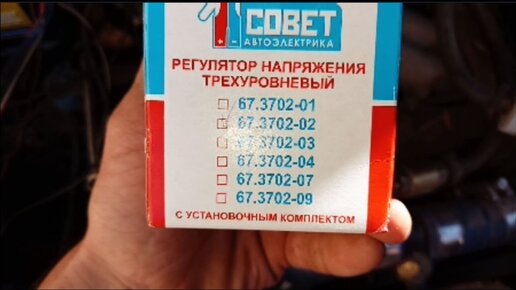 СОВЕТ
АВТОЭЛЕКТРИКА
РЕГУЛЯТОР НАПРЯЖЕНИЯ
ТРЕХУРОВНЕВЫЙ
67.3702-01
67.3702-02
67.3702-03
67.3702-04
67.3702-07
67.3702-09
С УСТАНОВОЧНЫМ КОМПЛЕКТОМ